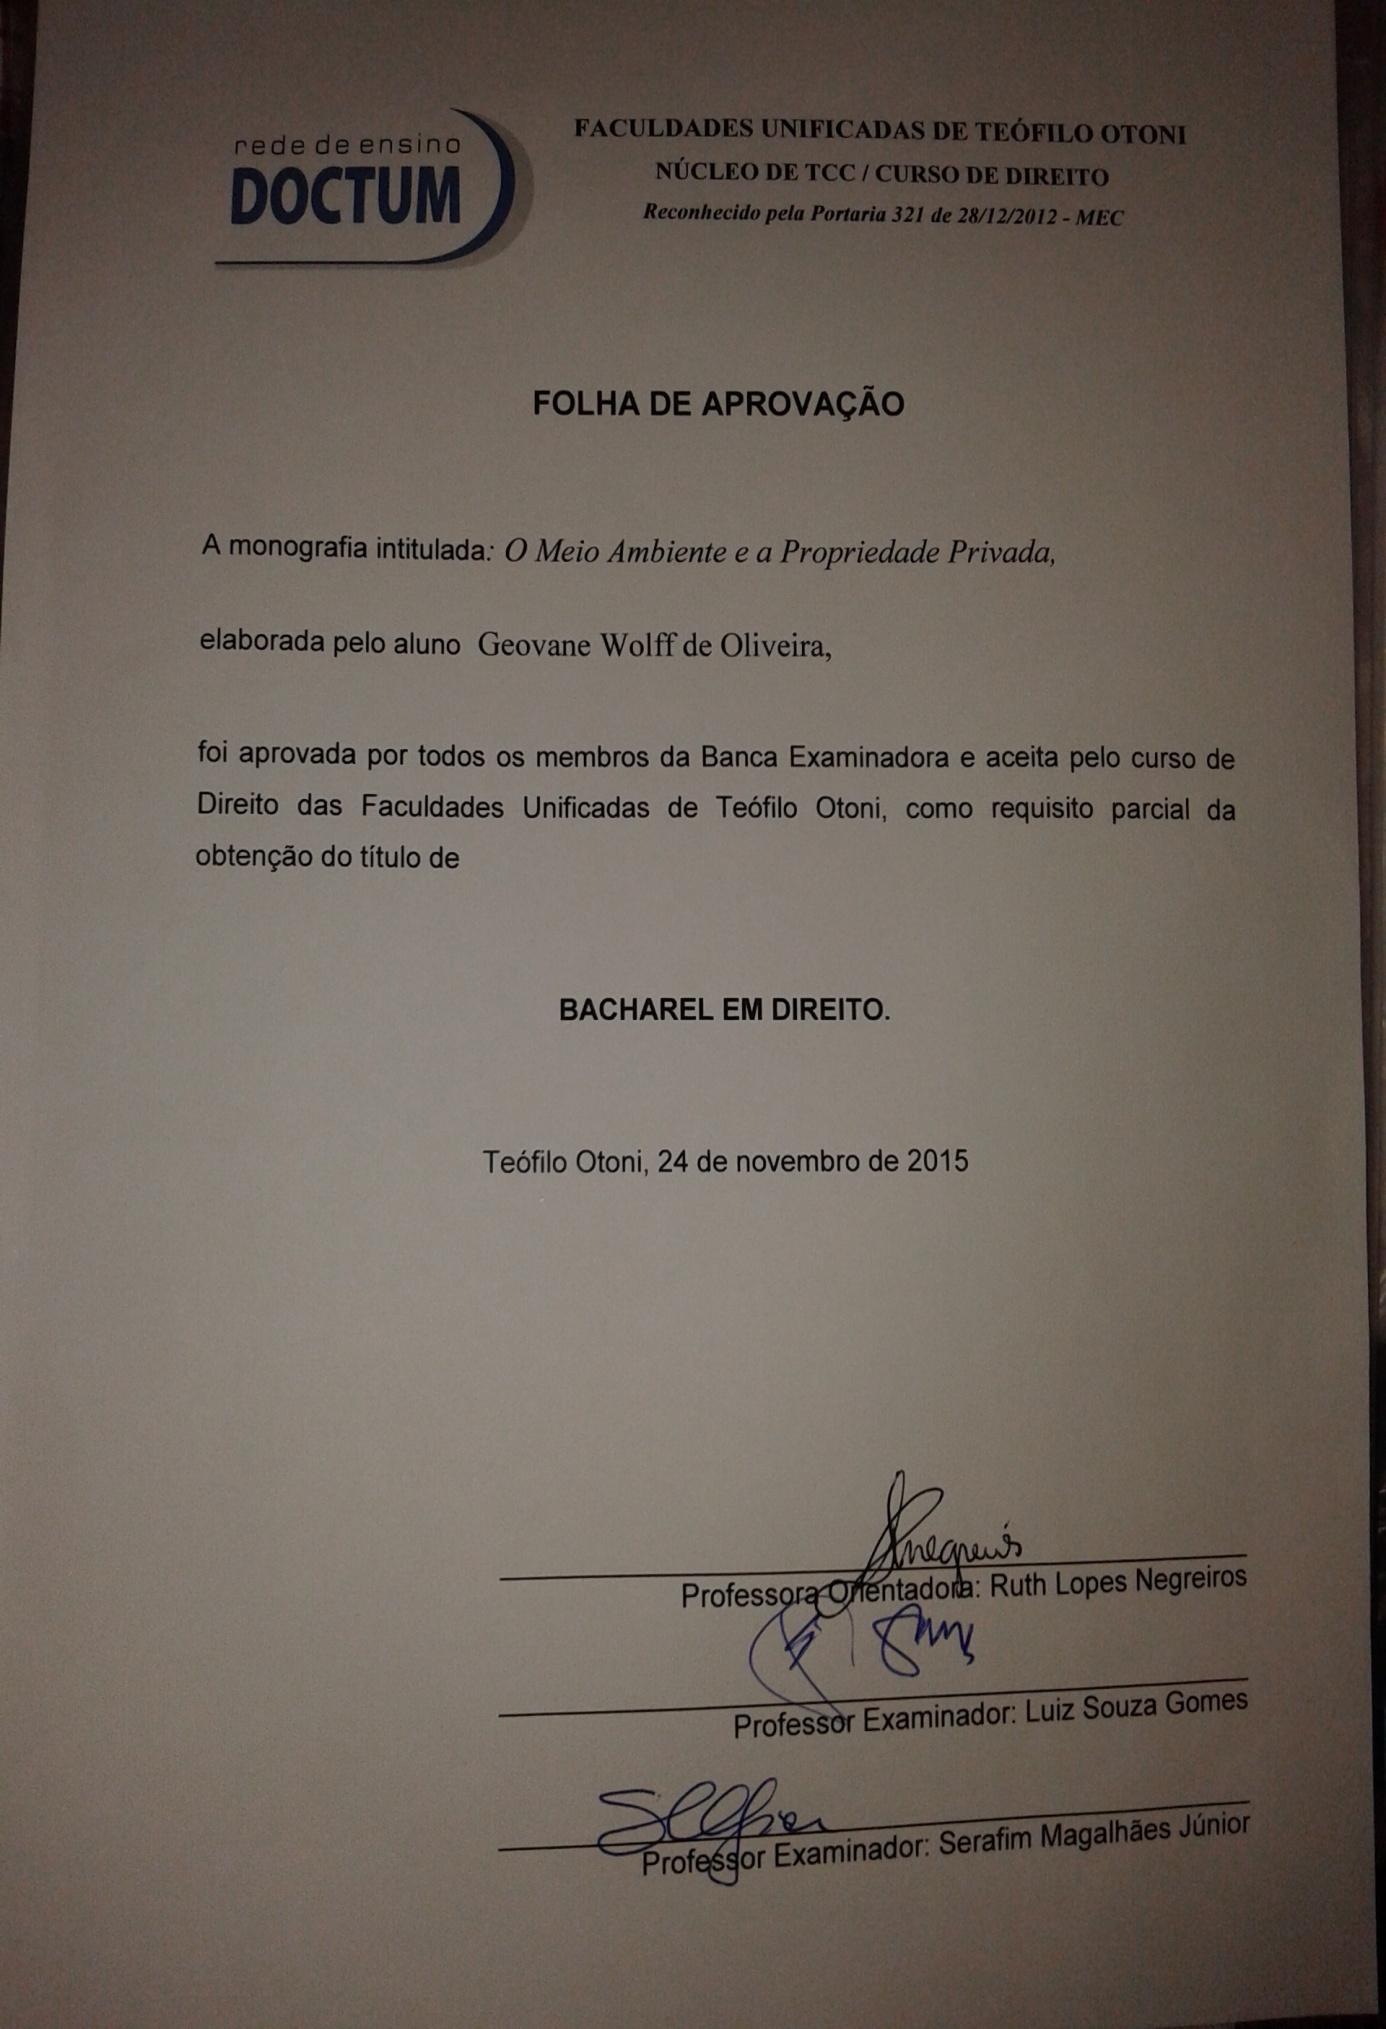 rede de ensino
DOCTUM
FACULDADES UNIFICADAS DE TEÓFILO OTONI
NÚCLEO DE TCC / CURSO DE DIREITO
Reconhecido pela Portaria 321 de 28/12/2012 - MEC
FOLHA DE APROVAÇÃO
A monografia intitulada: O Meio Ambiente e a Propriedade Privada,
elaborada pelo aluno Geovane Wolff de Oliveira,
foi aprovada por todos os membros da Banca Examinadora e aceita pelo curso de
Direito das Faculdades Unificadas de Teófilo Otoni, como requisito parcial da
obtenção do título de
BACHAREL EM DIREITO.
Teófilo Otoni, 24 de novembro de 2015
Professora Orientadora: Ruth Lopes Negreiros
Professor Examinador: Luiz Souza Gomes
Professor Examinador: Serafim Magalhães Júnior